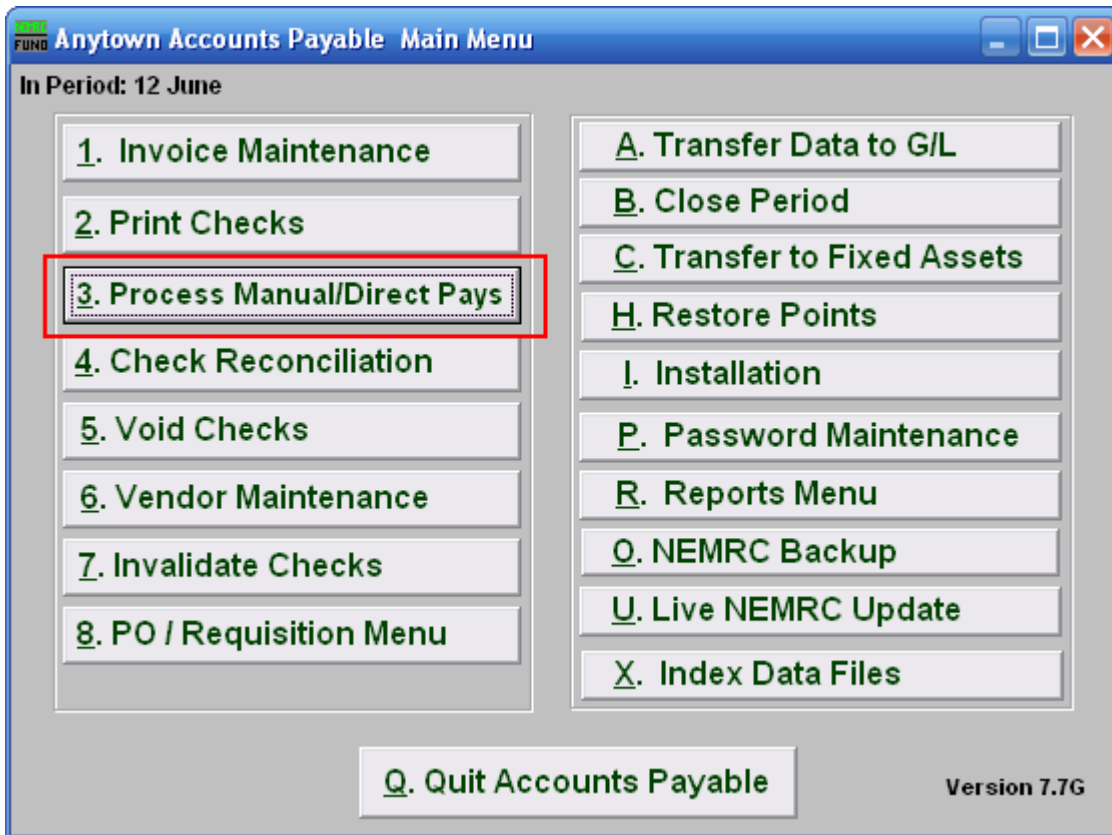 NEMRC
FUND
Anytown Accounts Payable Main Menu
In Period: 12 June
1. Invoice Maintenance
2. Print Checks
3. Process Manual/Direct Pays
4. Check Reconciliation
5. Void Checks
6. Vendor Maintenance
7. Invalidate Checks
8. PO / Requisition Menu
A. Transfer Data to G/L
B. Close Period
C. Transfer to Fixed Assets
H. Restore Points
I. Installation
P. Password Maintenance
R. Reports Menu
O. NEMRC Backup
U. Live NEMRC Update
X. Index Data Files
Q. Quit Accounts Payable
Version 7.7G